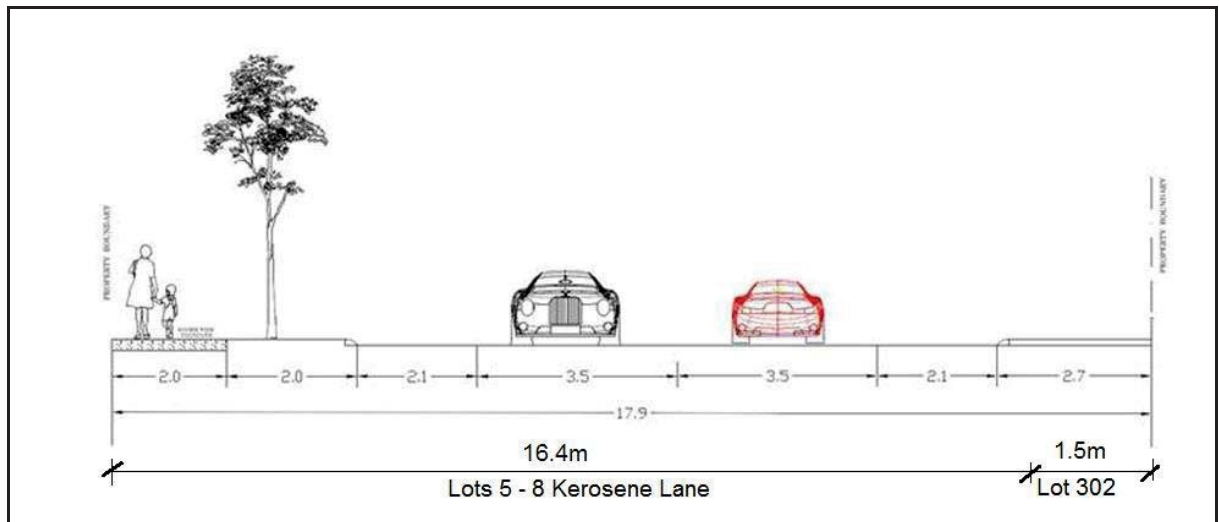 PROPERTY BOUNDARY
PROPERTY BOUNDARY
2.0
2.0
2.1
3.5
3.5
2.1
2.7
17.9
16.4m
1.5m
Lots 5 - 8 Kerosene Lane
Lot 302